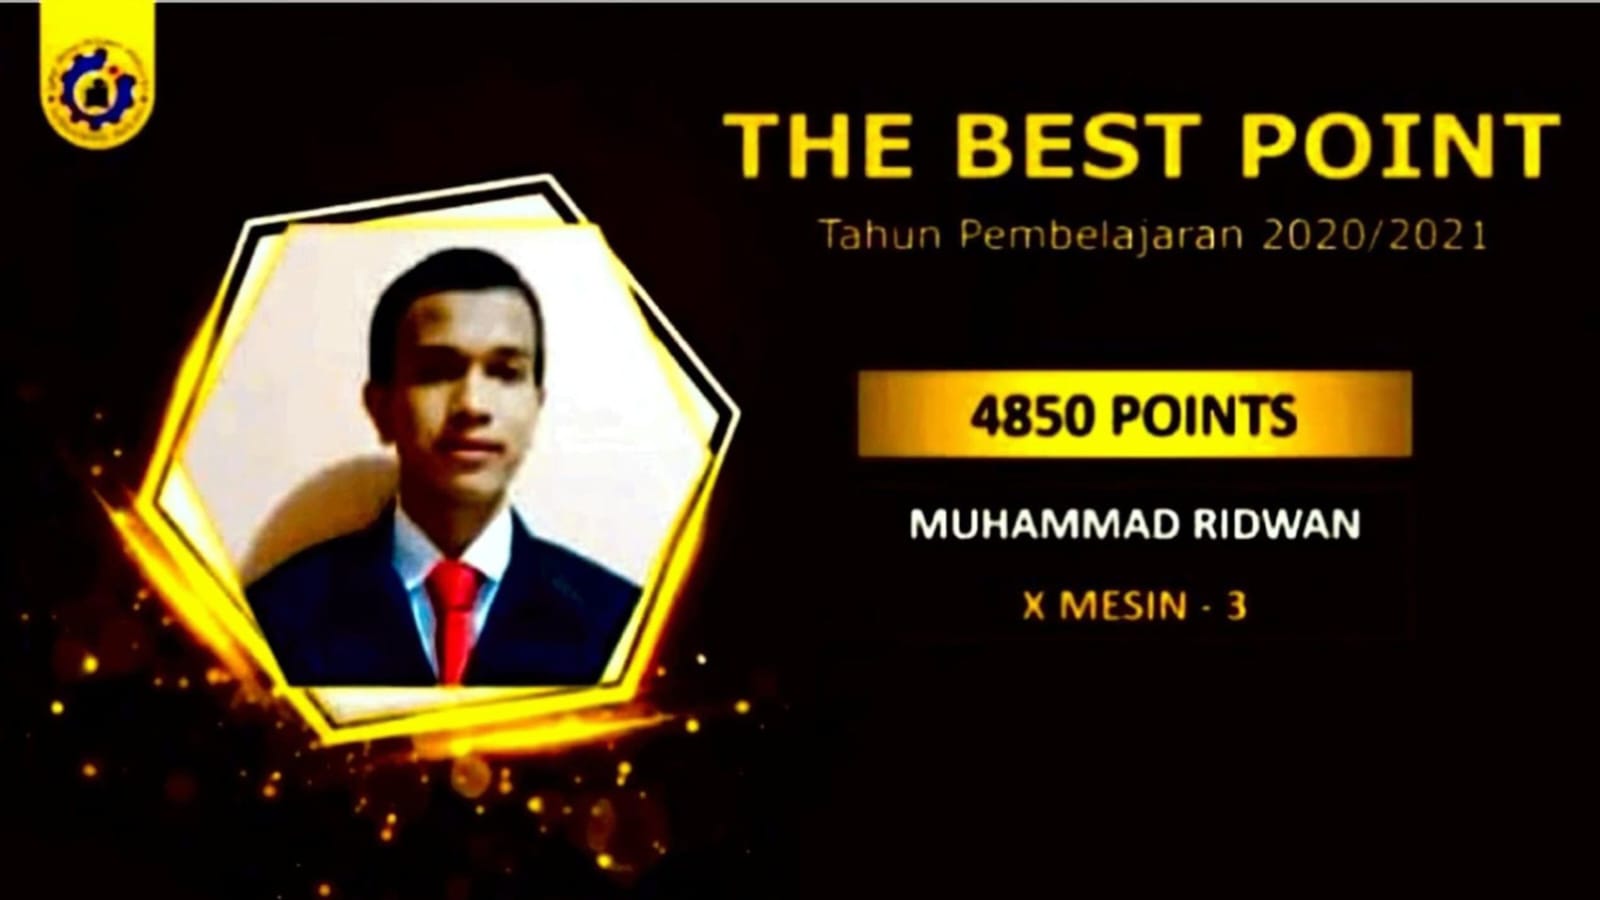 THE BEST POINT
Tahun Pembelajaran 2020/2021
4850 POINTS
MUHAMMAD RIDWAN
X MESIN - 3